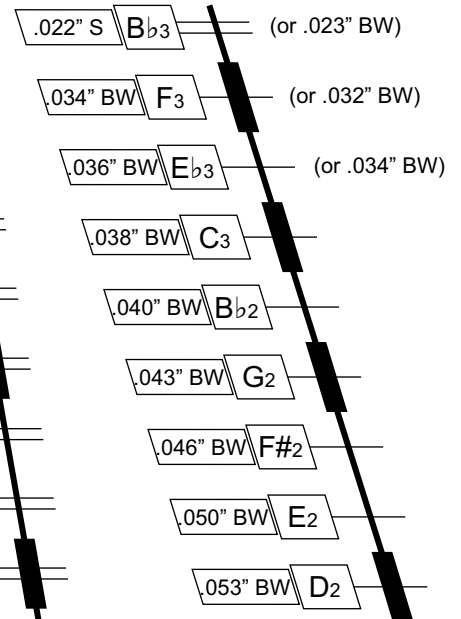 .022” S B♭3 (or .023” BW)
.034” BW F3 (or .032” BW)
.036” BW E♭3 (or .034” BW)
.038” BW C3
.040” BW B♭2
.043” BW G2
.046” BW F#2
.050” BW E2
.053” BW D2